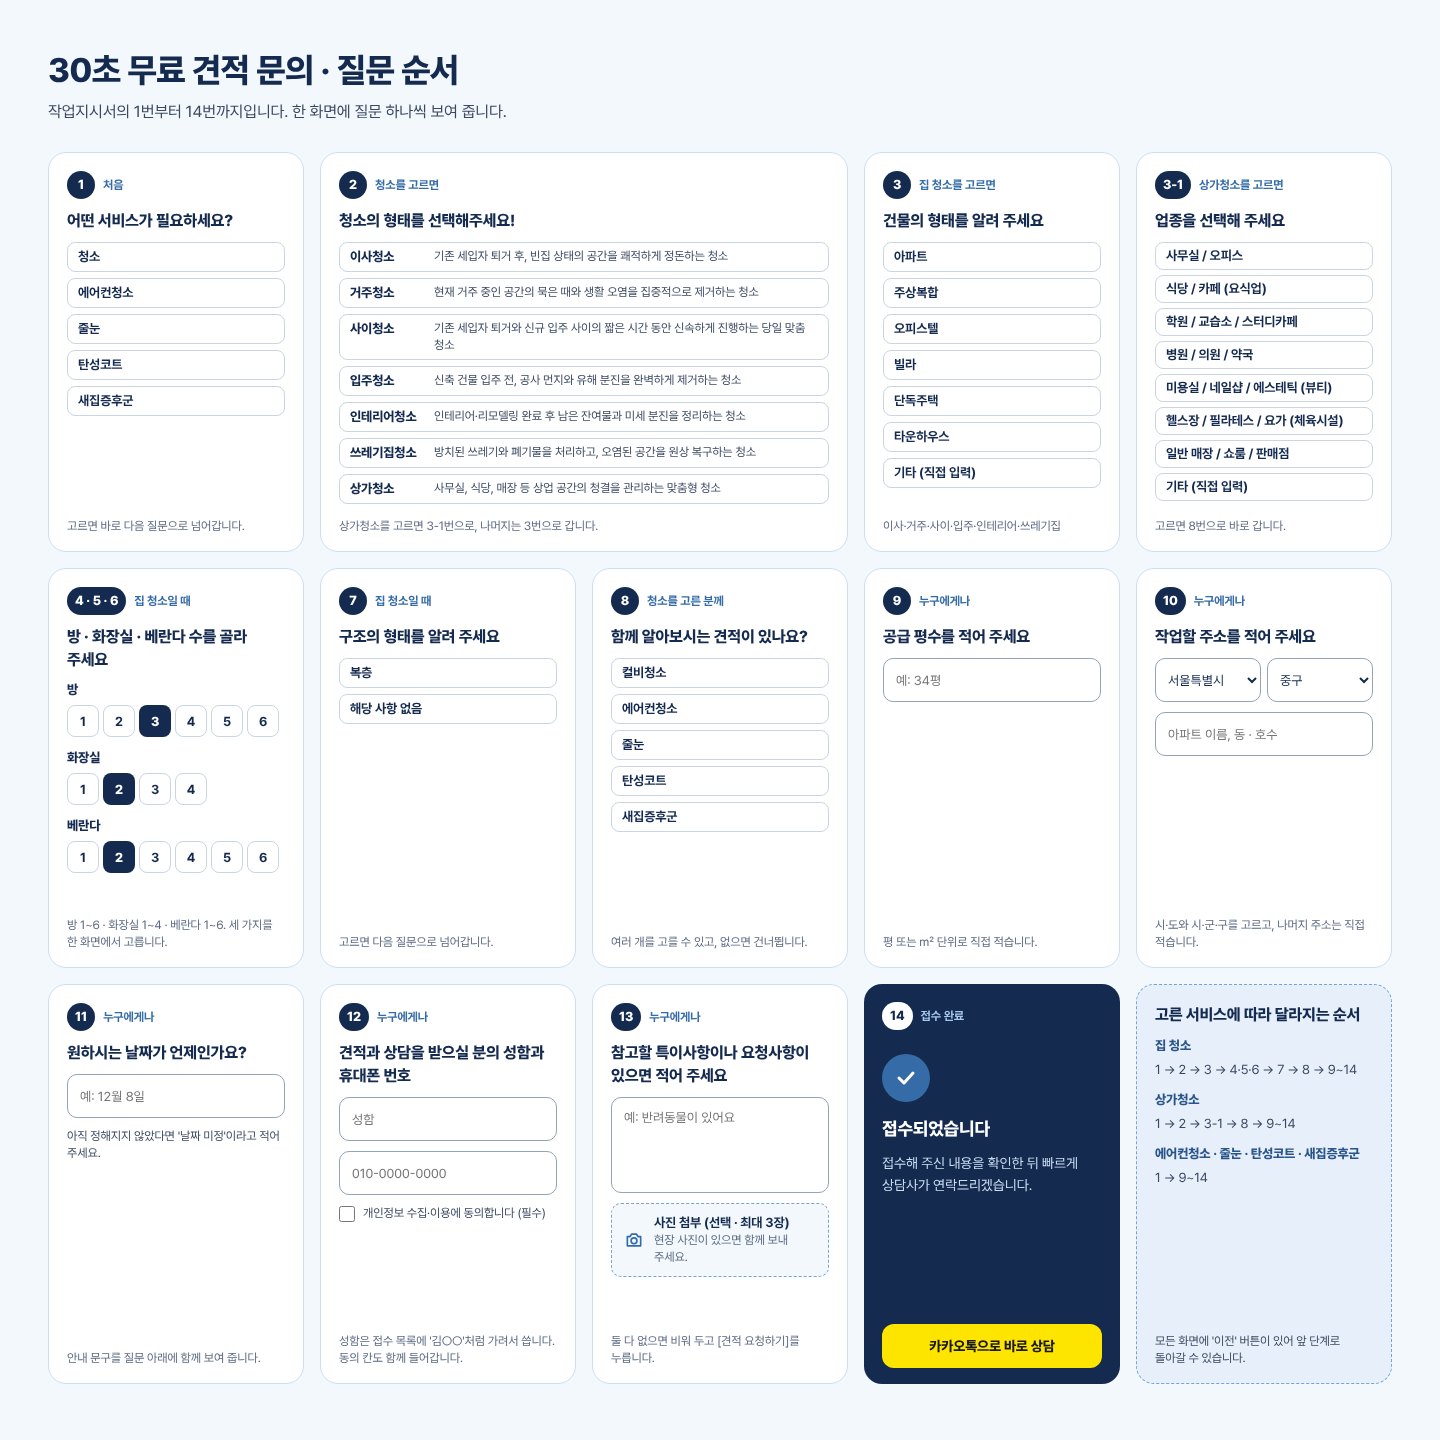 30초 무료 견적 문의 · 질문 순서
작업지시서의 1번부터 14번까지입니다. 한 화면에 질문 하나씩 보여 줍니다.
1 처음
어떤 서비스가 필요하세요?
청소
에어컨청소
줄눈
탄성코트
새집증후군
고르면 바로 다음 질문으로 넘어갑니다.
2 청소를 고르면
청소의 형태를 선택해주세요!
이사청소 기존 세입자 퇴거 후, 빈집 상태의 공간을 쾌적하게 정돈하는 청소
거주청소 현재 거주 중인 공간의 묵은 때와 생활 오염을 집중적으로 제거하는 청소
사이청소 기존 세입자 퇴거와 신규 입주 사이의 짧은 시간 동안 신속하게 진행하는 당일 맞춤
청소
입주청소 신축 건물 입주 전, 공사 먼지와 유해 분진을 완벽하게 제거하는 청소
인테리어청소 인테리어·리모델링 완료 후 남은 잔여물과 미세 분진을 정리하는 청소
쓰레기집청소 방치된 쓰레기와 폐기물을 처리하고, 오염된 공간을 원상 복구하는 청소
상가청소 사무실, 식당, 매장 등 상업 공간의 청결을 관리하는 맞춤형 청소
상가청소를 고르면 3-1번으로, 나머지는 3번으로 갑니다.
3 집 청소를 고르면
건물의 형태를 알려 주세요
아파트
주상복합
오피스텔
빌라
단독주택
타운하우스
기타 (직접 입력)
이사·거주·사이·입주·인테리어·쓰레기집
3-1 상가청소를 고르면
업종을 선택해 주세요
사무실 / 오피스
식당 / 카페 (요식업)
학원 / 교습소 / 스터디카페
병원 / 의원 / 약국
미용실 / 네일샵 / 에스테틱 (뷰티)
헬스장 / 필라테스 / 요가 (체육시설)
일반 매장 / 쇼룸 / 판매점
기타 (직접 입력)
고르면 8번으로 바로 갑니다.
4 · 5 · 6 집 청소일 때
방 · 화장실 · 베란다 수를 골라
주세요
방
1 2 3 4 5 6
화장실
1 2 3 4
베란다
1 2 3 4 5 6
방 1~6 · 화장실 1~4 · 베란다 1~6. 세 가지를
한 화면에서 고릅니다.
7 집 청소일 때
구조의 형태를 알려 주세요
복층
해당 사항 없음
고르면 다음 질문으로 넘어갑니다.
8 청소를 고른 분께
함께 알아보시는 견적이 있나요?
컬비청소
에어컨청소
줄눈
탄성코트
새집증후군
여러 개를 고를 수 있고, 없으면 건너뜁니다.
9 누구에게나
공급 평수를 적어 주세요
예: 34평
평 또는 m² 단위로 직접 적습니다.
10 누구에게나
작업할 주소를 적어 주세요
서울특별시 중구
아파트 이름, 동 · 호수
시·도와 시·군·구를 고르고, 나머지 주소는 직접
적습니다.
11 누구에게나
원하시는 날짜가 언제인가요?
예: 12월 8일
아직 정해지지 않았다면 '날짜 미정'이라고 적어
주세요.
안내 문구를 질문 아래에 함께 보여 줍니다.
12 누구에게나
견적과 상담을 받으실 분의 성함과
휴대폰 번호
성함
010-0000-0000
개인정보 수집·이용에 동의합니다 (필수)
성함은 접수 목록에 '김○○'처럼 가려서 씁니다.
동의 칸도 함께 들어갑니다.
13 누구에게나
참고할 특이사항이나 요청사항이
있으면 적어 주세요
예: 반려동물이 있어요
사진 첨부 (선택 · 최대 3장)
현장 사진이 있으면 함께 보내
주세요.
둘 다 없으면 비워 두고 [견적 요청하기]를
누릅니다.
14 접수 완료
접수되었습니다
접수해 주신 내용을 확인한 뒤 빠르게
상담사가 연락드리겠습니다.
카카오톡으로 바로 상담
고른 서비스에 따라 달라지는 순서
집 청소
1 → 2 → 3 → 4·5·6 → 7 → 8 → 9~14
상가청소
1 → 2 → 3-1 → 8 → 9~14
에어컨청소 · 줄눈 · 탄성코트 · 새집증후군
1 → 9~14
모든 화면에 '이전' 버튼이 있어 앞 단계로
돌아갈 수 있습니다.